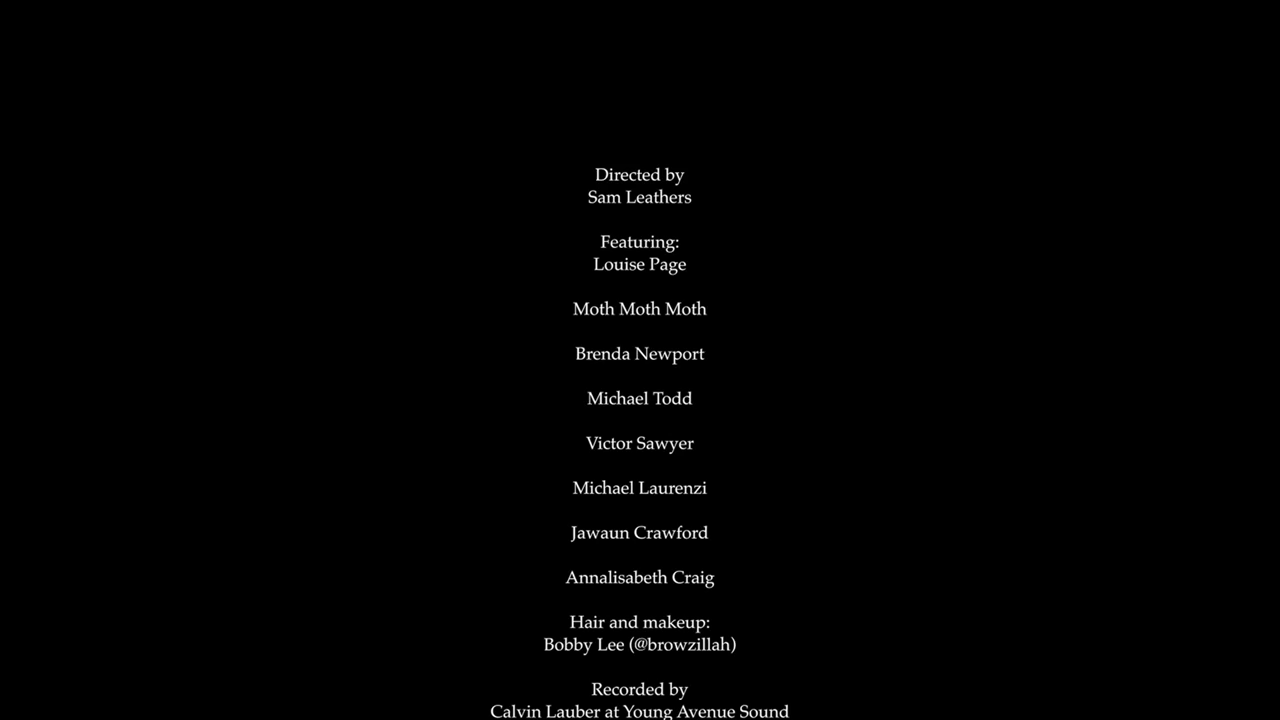 Directed by
Sam Leathers
Featuring:
Louise Page
Moth Moth Moth
Brenda Newport
Michael Todd
Victor Sawyer
Michael Laurenzi
Jawaun Crawford
Annalisabeth Craig
Hair and makeup:
Bobby Lee (@browzillah)
Recorded by
Calvin Lauber at Young Avenue Sound